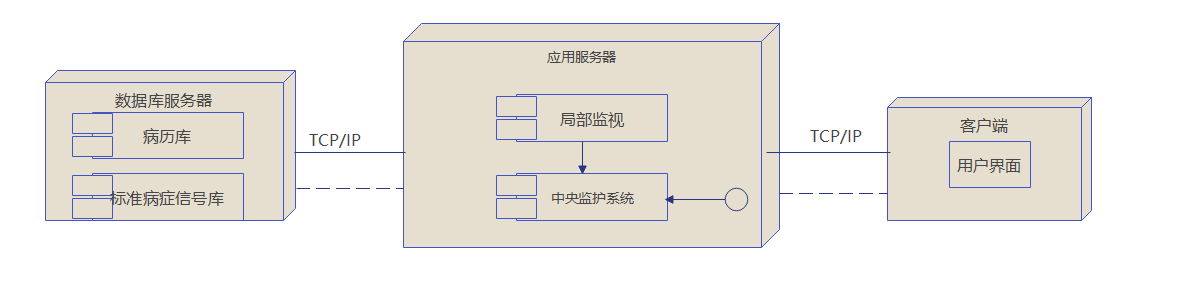 数据库服务器
病历库
标准病症信号库
TCP/IP
应用服务器
局部监视
中央监护系统
TCP/IP
客户端
用户界面